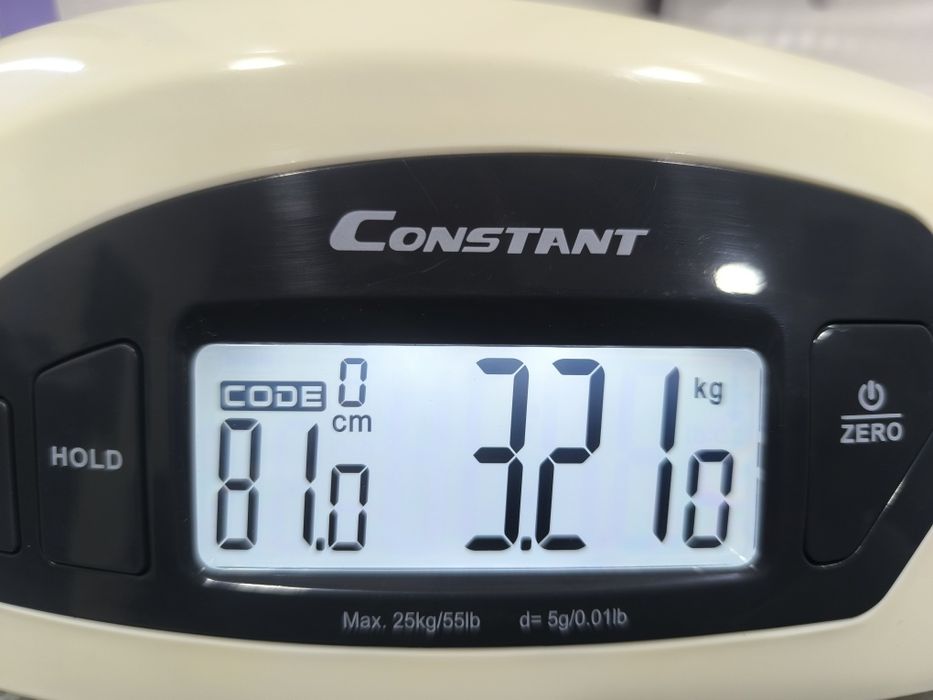 CONSTANT
HOLD
CODE 0
cm
81.0
3.210 kg
ZERO
Max. 25kg/55lb d= 5g/0.01lb